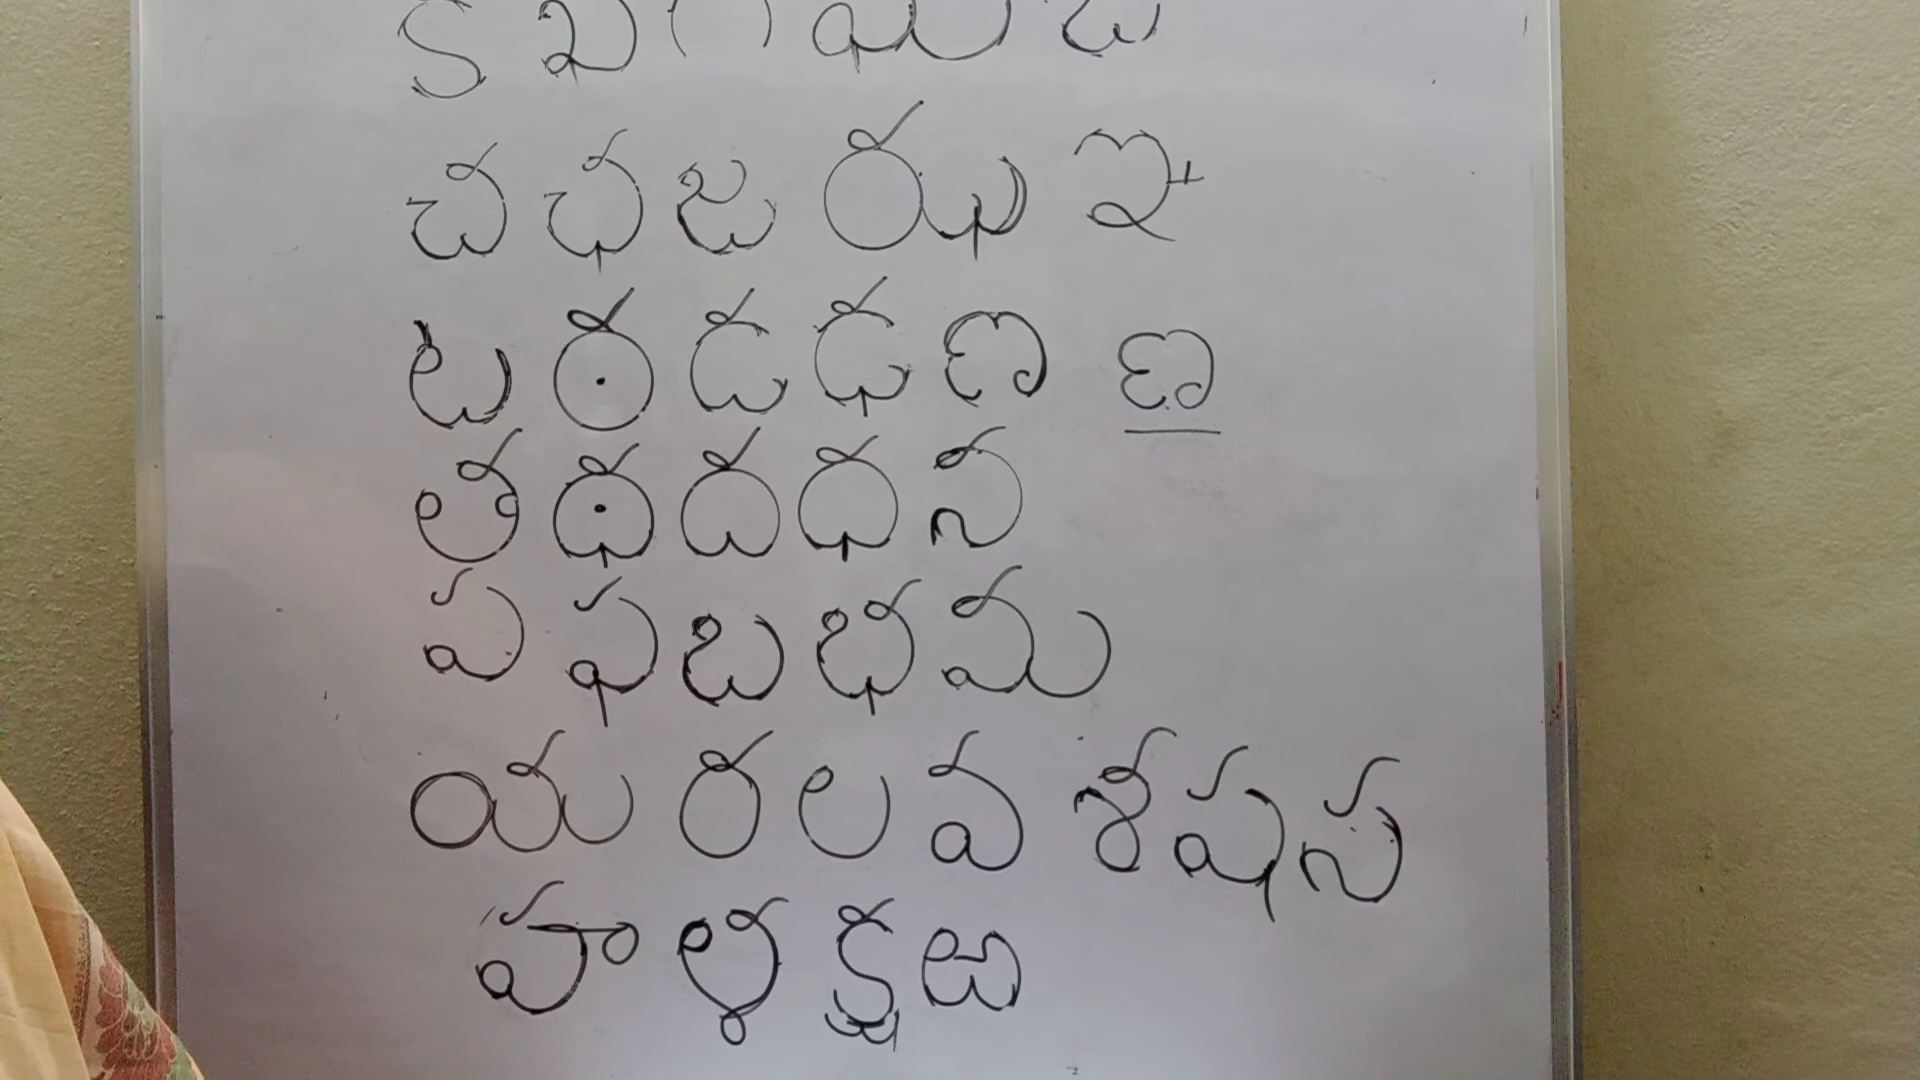 క ఖ గ ఘ ఙ
చ ఛ జ ఝ ఞ
ట ఠ డ ఢ ణ ణ
త థ ద ధ న
ప ఫ బ భ మ
య ర ల వ శ ష స
హ ళ క్ష ఱ